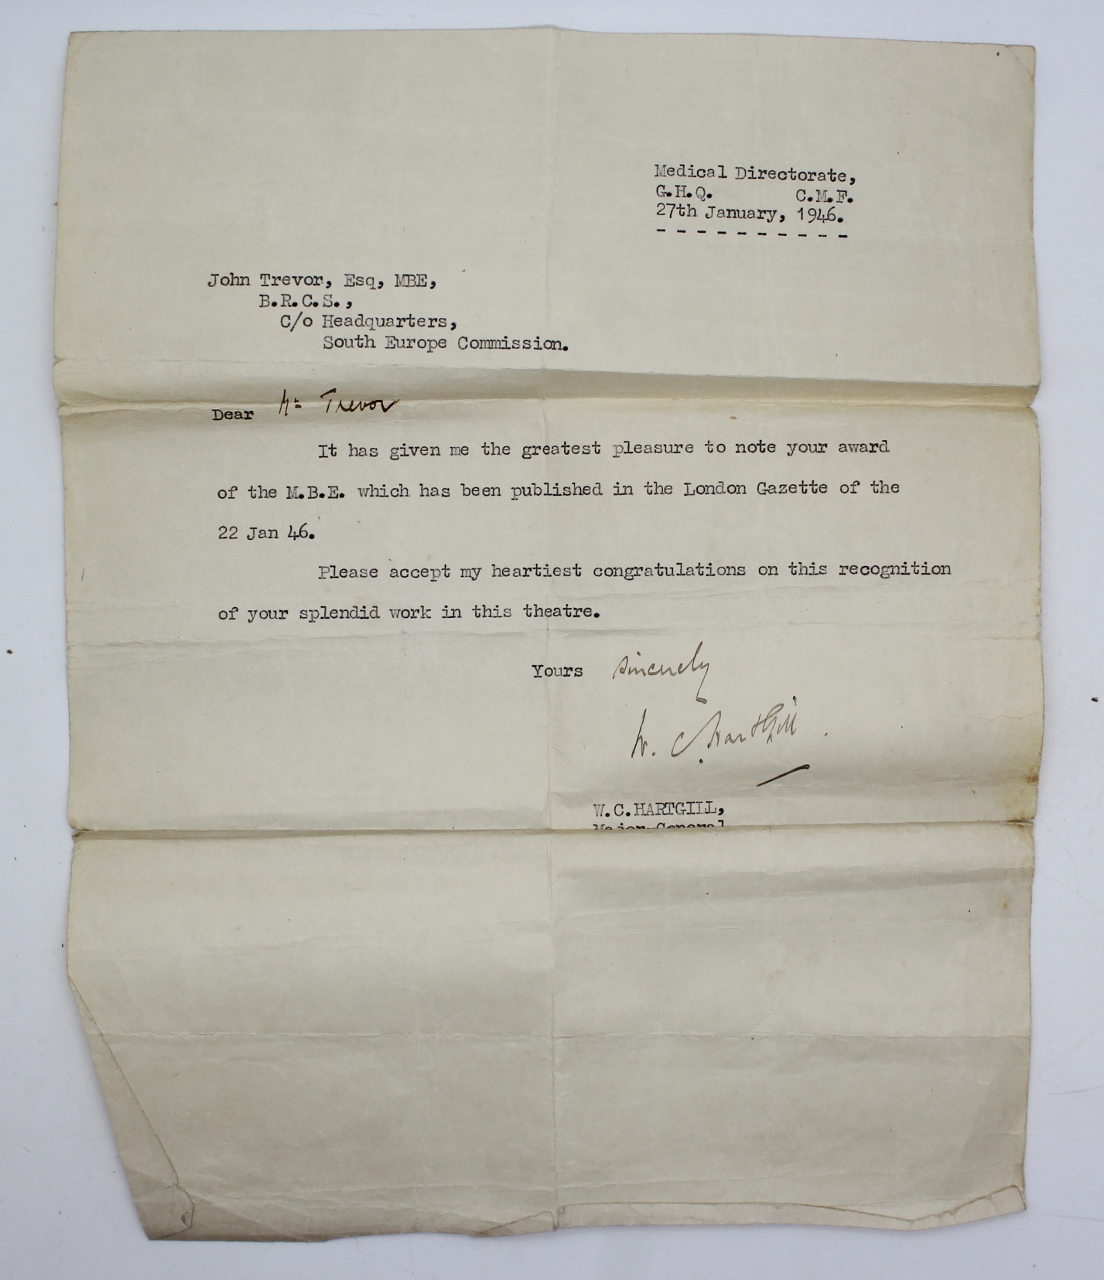 Medical Directorate,
G.H.Q. C.M.F.
27th January, 1946.
- - - - - - - - - -
John Trevor, Esq, MBE,
B.R.C.S.,
C/o Headquarters,
South Europe Commission.
Dear Mr Trevor
It has given me the greatest pleasure to note your award
of the M.B.E. which has been published in the London Gazette of the
22 Jan 46.
Please accept my heartiest congratulations on this recognition
of your splendid work in this theatre.
Yours sincerely
W. C. Hartgill.
W.C.HARTGILL,
Major-General